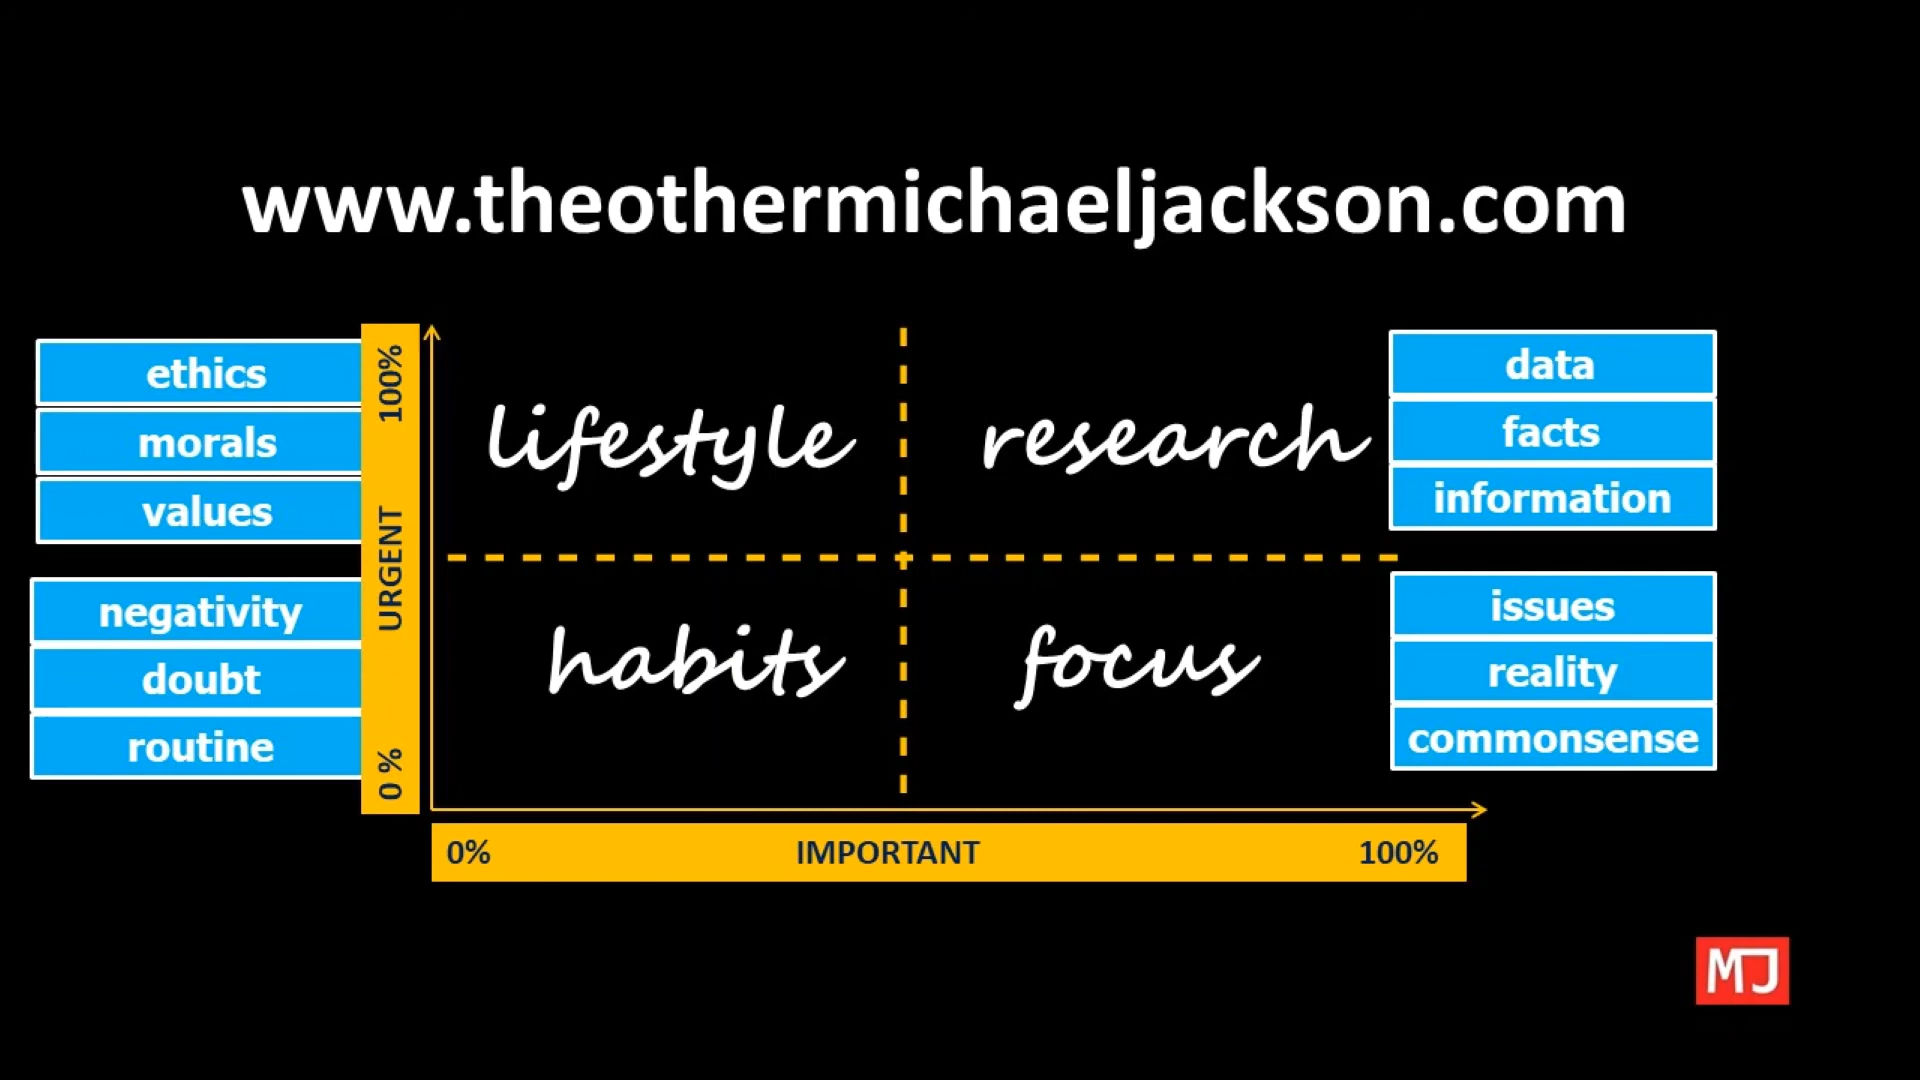 www.theothermichaeljackson.com
ethics
morals
values
negativity
doubt
routine
100%
URGENT
0 %
lifestyle
research
habits
focus
data
facts
information
issues
reality
commonsense
0% IMPORTANT 100%
MJ